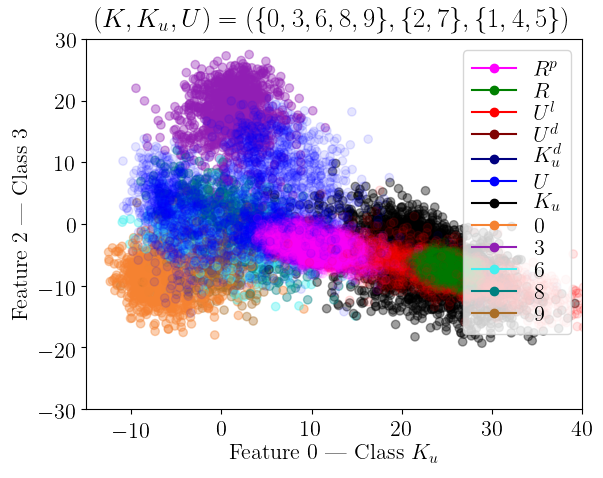 (K, K_u, U) = ({0, 3, 6, 8, 9}, {2, 7}, {1, 4, 5})
Feature 2 — Class 3
30
20
10
0
−10
−20
−30
−10
0
10
20
30
40
Feature 0 — Class K_u
R^p
R
U^l
U^d
K_u^d
U
K_u
0
3
6
8
9